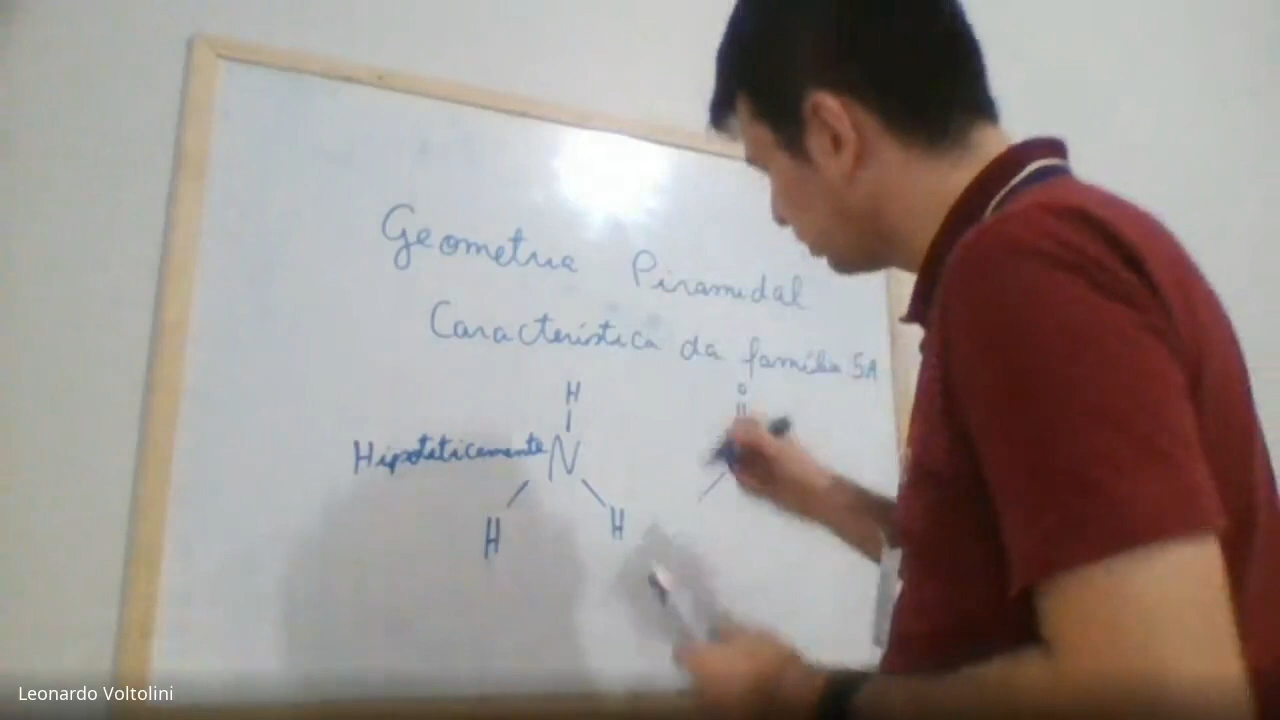 Geometria Piramidal
Característica da família 5A
H
O
Hipoteticamente N
H
H
Leonardo Voltolini